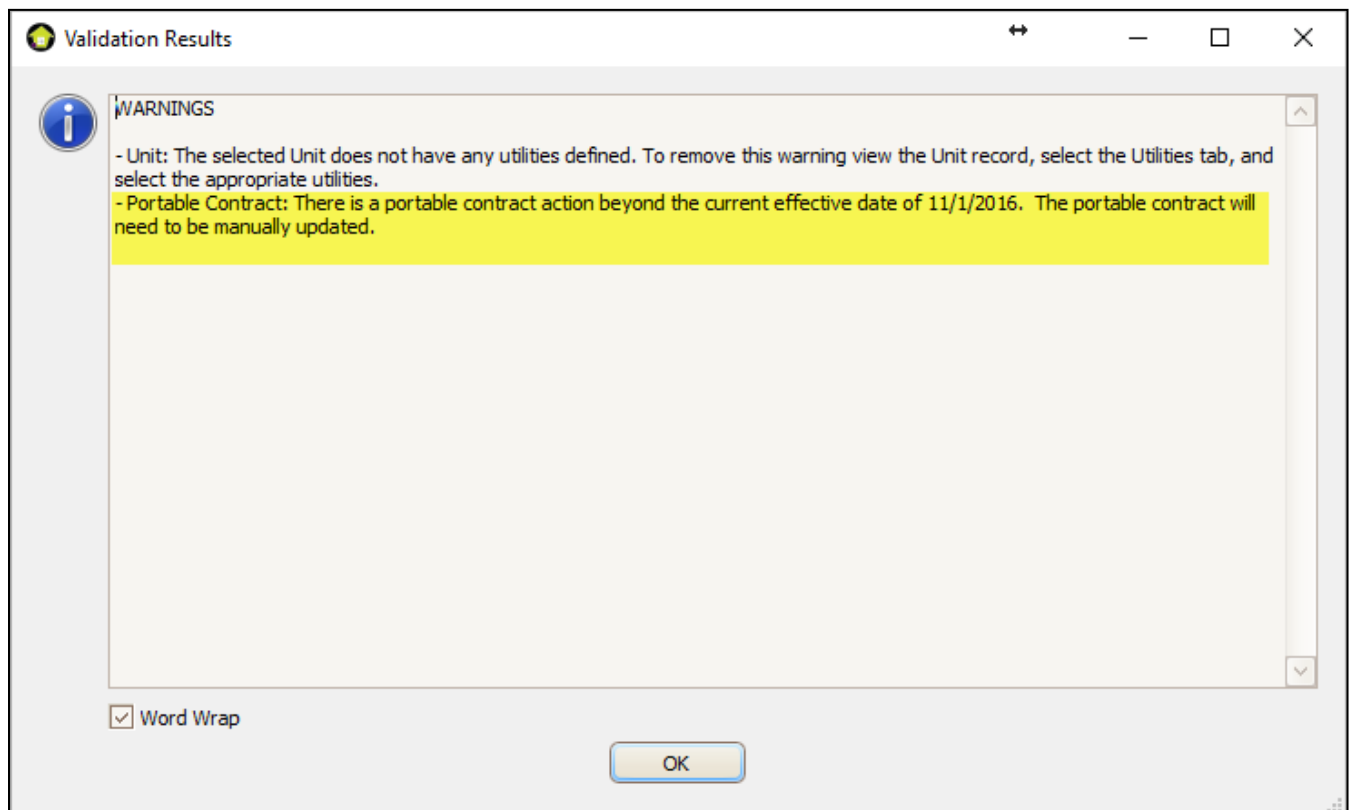 Validation Results
WARNINGS
- Unit: The selected Unit does not have any utilities defined. To remove this warning view the Unit record, select the Utilities tab, and
select the appropriate utilities.
- Portable Contract: There is a portable contract action beyond the current effective date of 11/1/2016.  The portable contract will
need to be manually updated.
Word Wrap
OK